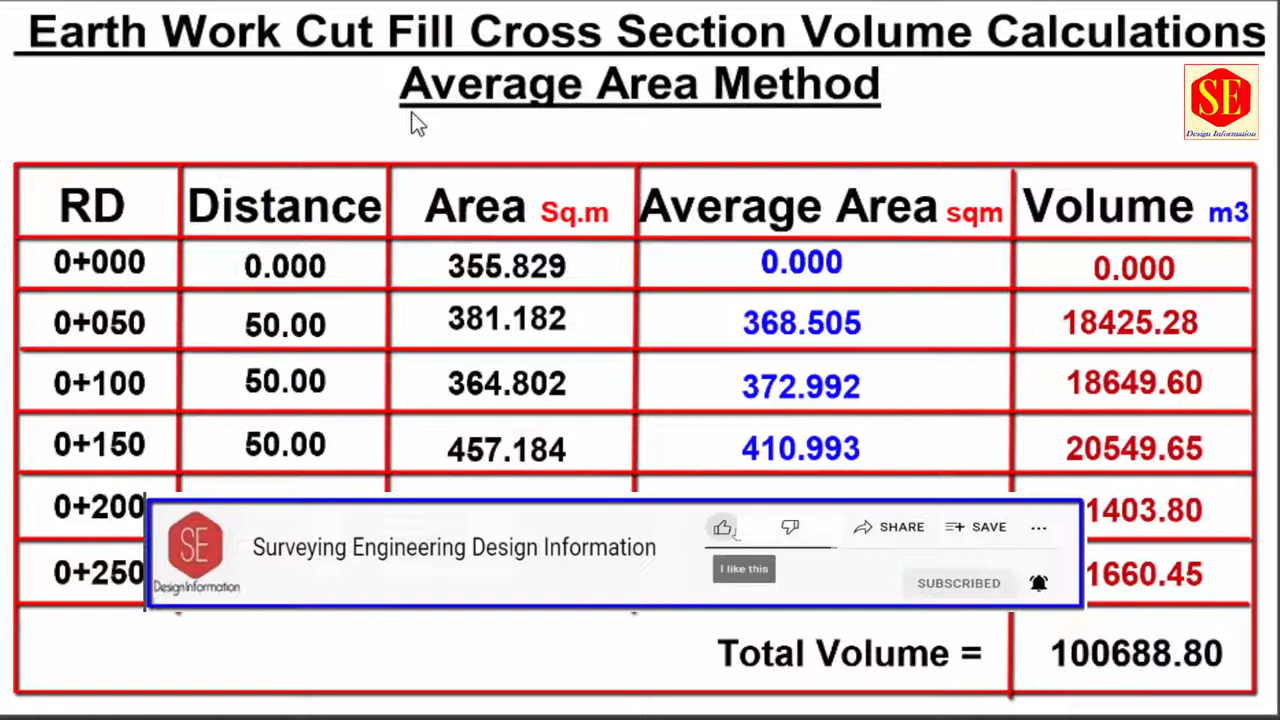 Earth Work Cut Fill Cross Section Volume Calculations
Average Area Method
SE
Design Information
RD Distance Area Sq.m Average Area sqm Volume m3
0+000 0.000 355.829 0.000 0.000
0+050 50.00 381.182 368.505 18425.28
0+100 50.00 364.802 372.992 18649.60
0+150 50.00 457.184 410.993 20549.65
0+200 1403.80
0+250 1660.45
SE
DesignInformation
Surveying Engineering Design Information
SHARE SAVE
I like this
SUBSCRIBED
Total Volume = 100688.80